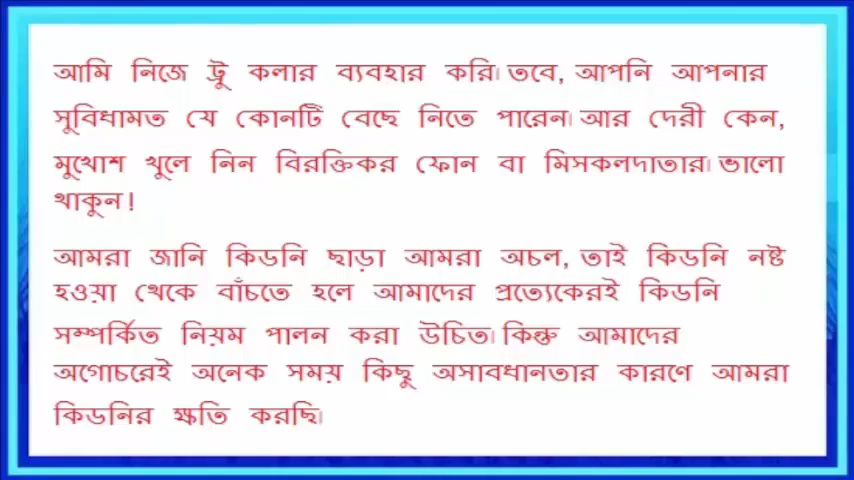 আমি নিজে ট্রু কলার ব্যবহার করি। তবে, আপনি আপনার
সুবিধামত যে কোনটি বেছে নিতে পারেন। আর দেরী কেন,
মুখোশ খুলে নিন বিরক্তিকর ফোন বা মিসকলদাতার। ভালো
থাকুন!
আমরা জানি কিডনি ছাড়া আমরা অচল, তাই কিডনি নষ্ট
হওয়া থেকে বাঁচতে হলে আমাদের প্রত্যেকেরই কিডনি
সম্পর্কিত নিয়ম পালন করা উচিত। কিন্তু আমাদের
অগোচরেই অনেক সময় কিছু অসাবধানতার কারণে আমরা
কিডনির ক্ষতি করছি।